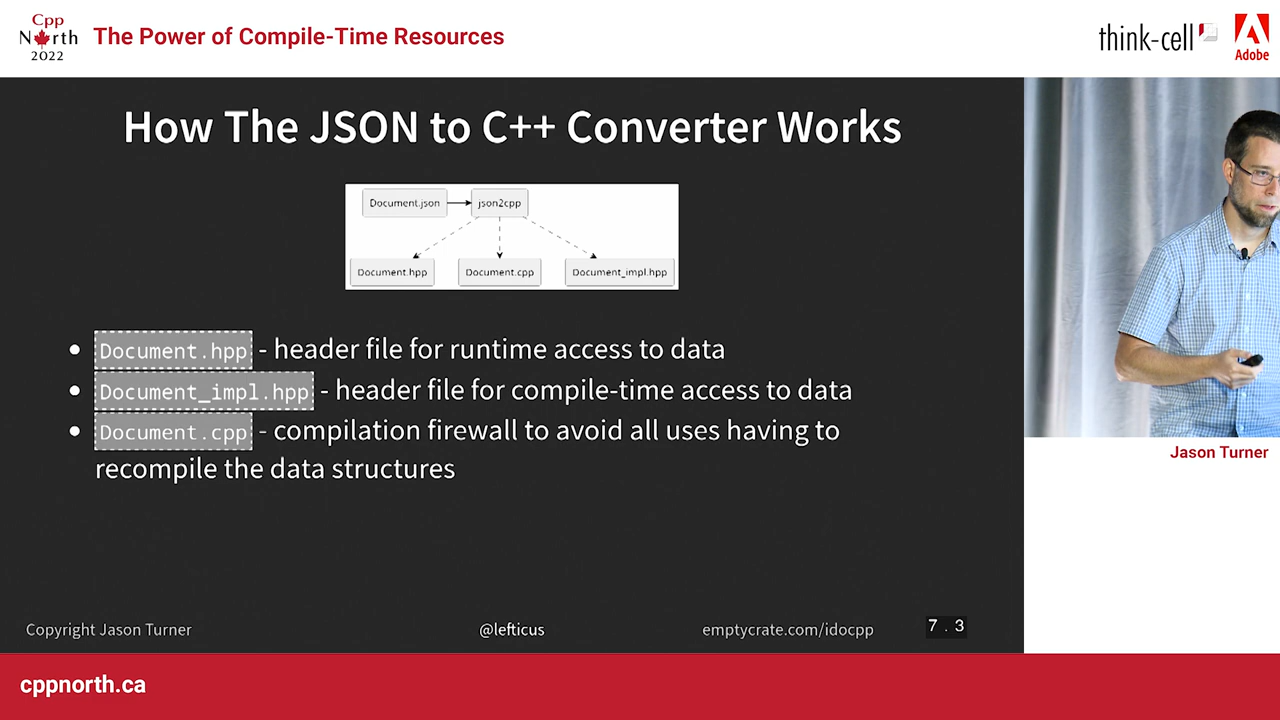 Cpp
North
2022
The Power of Compile-Time Resources
think-cell
Adobe
How The JSON to C++ Converter Works
Document.json
json2cpp
Document.hpp
Document.cpp
Document_impl.hpp
Document.hpp - header file for runtime access to data
Document_impl.hpp - header file for compile-time access to data
Document.cpp - compilation firewall to avoid all uses having to
recompile the data structures
Jason Turner
Copyright Jason Turner
@lefticus
emptycrate.com/idocpp
7 . 3
cppnorth.ca